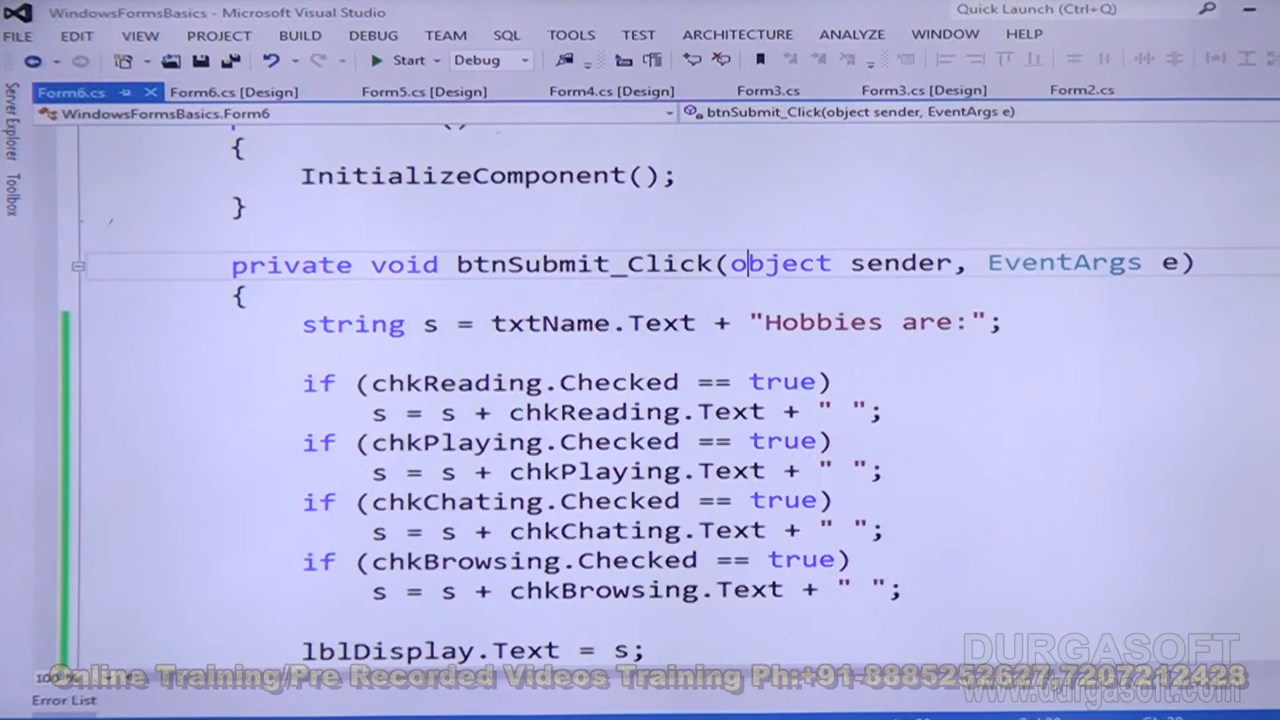 WindowsFormsBasics - Microsoft Visual Studio
Quick Launch (Ctrl+Q)
FILE EDIT VIEW PROJECT BUILD DEBUG TEAM SQL TOOLS TEST ARCHITECTURE ANALYZE WINDOW HELP
Start Debug
Server Explorer
Toolbox
Form6.cs Form6.cs [Design] Form5.cs [Design] Form4.cs [Design] Form3.cs Form3.cs [Design] Form2.cs
WindowsFormsBasics.Form6 btnSubmit_Click(object sender, EventArgs e)
{
InitializeComponent();
}
private void btnSubmit_Click(object sender, EventArgs e)
{
string s = txtName.Text + "Hobbies are:";
if (chkReading.Checked == true)
s = s + chkReading.Text + " ";
if (chkPlaying.Checked == true)
s = s + chkPlaying.Text + " ";
if (chkChating.Checked == true)
s = s + chkChating.Text + " ";
if (chkBrowsing.Checked == true)
s = s + chkBrowsing.Text + " ";
lblDisplay.Text = s;
DURGASOFT
www.durgasoft.com
Online Training/Pre Recorded Videos Training Ph:+91-8885252627,7207212428
Error List